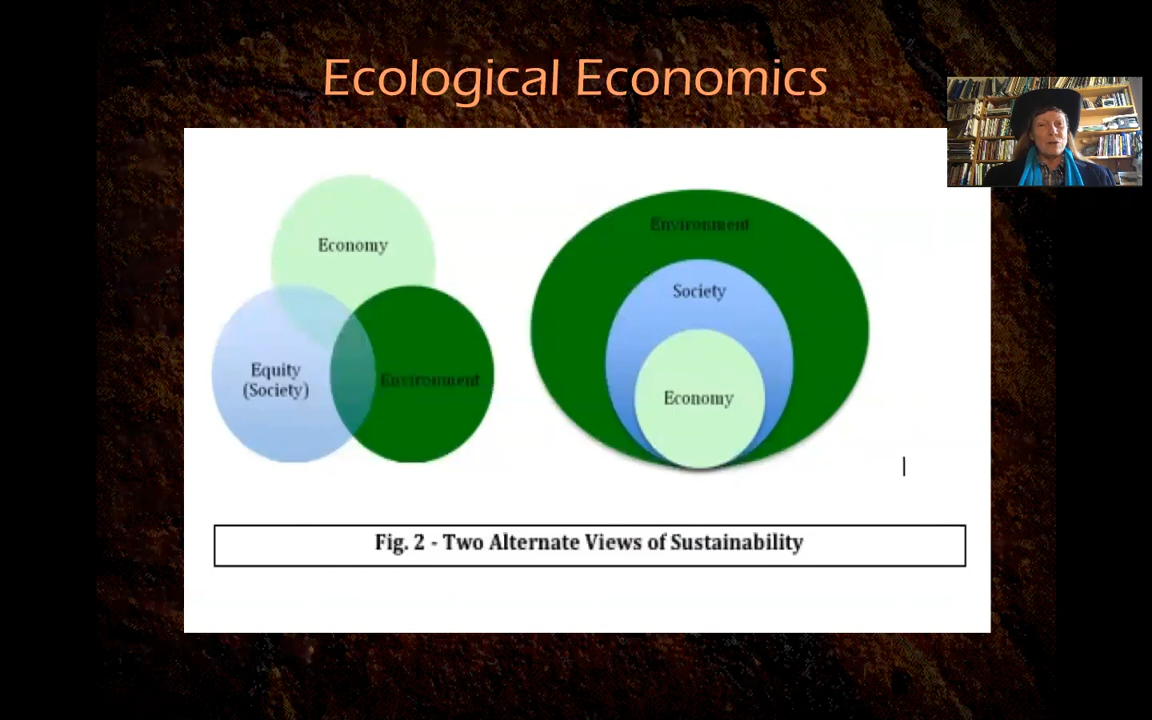 Ecological Economics
Economy
Equity
(Society)
Environment
Environment
Society
Economy
Fig. 2 - Two Alternate Views of Sustainability